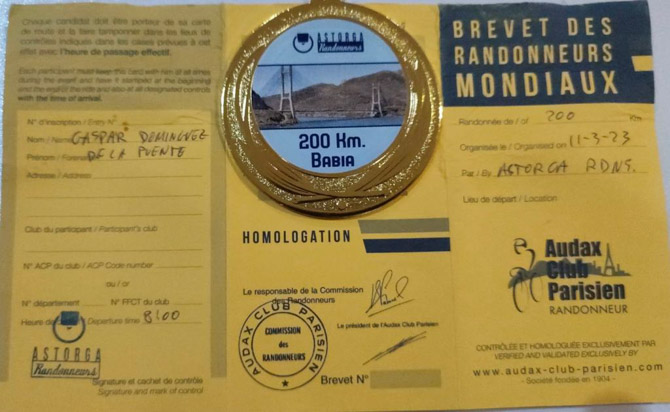 Chaque candidat doit être porteur de sa carte
de route et la faire tamponner dans les lieux de
contrôles indiqués dans les cases prévues à cet
effet avec l'heure de passage effectif.
Each participant must keep this card with him at all times
during the event and have it stamped at the beginning
and the end of the ride and also at all designated controls
with the time of arrival.
N° d'inscription / Entry N°
Nom / Name GASPAR DEMINGUEZ
Prénom / DE LA PUENTE
Adresse / Address
Club du participant / Participant's club
N° ACP du club / ACP Code number
ou / or
N° département N° FFCT du club
Heure de Departure time 8:00
ASTORGA
Randonneurs
Signature et cachet de contrôle
Signature and mark of control
ASTORGA
Randonneurs
200 Km.
BABIA
HOMOLOGATION
Le responsable de la Commission
des Randonneurs
Le président de l'Audax Club Parisien
AUDAX CLUB PARISIEN
COMMISSION
des
RANDONNEURS
Brevet N°
BREVET DES
RANDONNEURS
MONDIAUX
Randonnée de / of 200 Km
Organisée le / Organised on 11-3-23
Par / By ASTORGA RDNS.
Lieu de départ / Location
Audax
Club
Parisien
RANDONNEUR
CONTRÔLÉE ET HOMOLOGUÉE EXCLUSIVEMENT PAR
VERIFIED AND VALIDATED EXCLUSIVELY BY
www.audax-club-parisien.com
- Société fondée en 1904 -